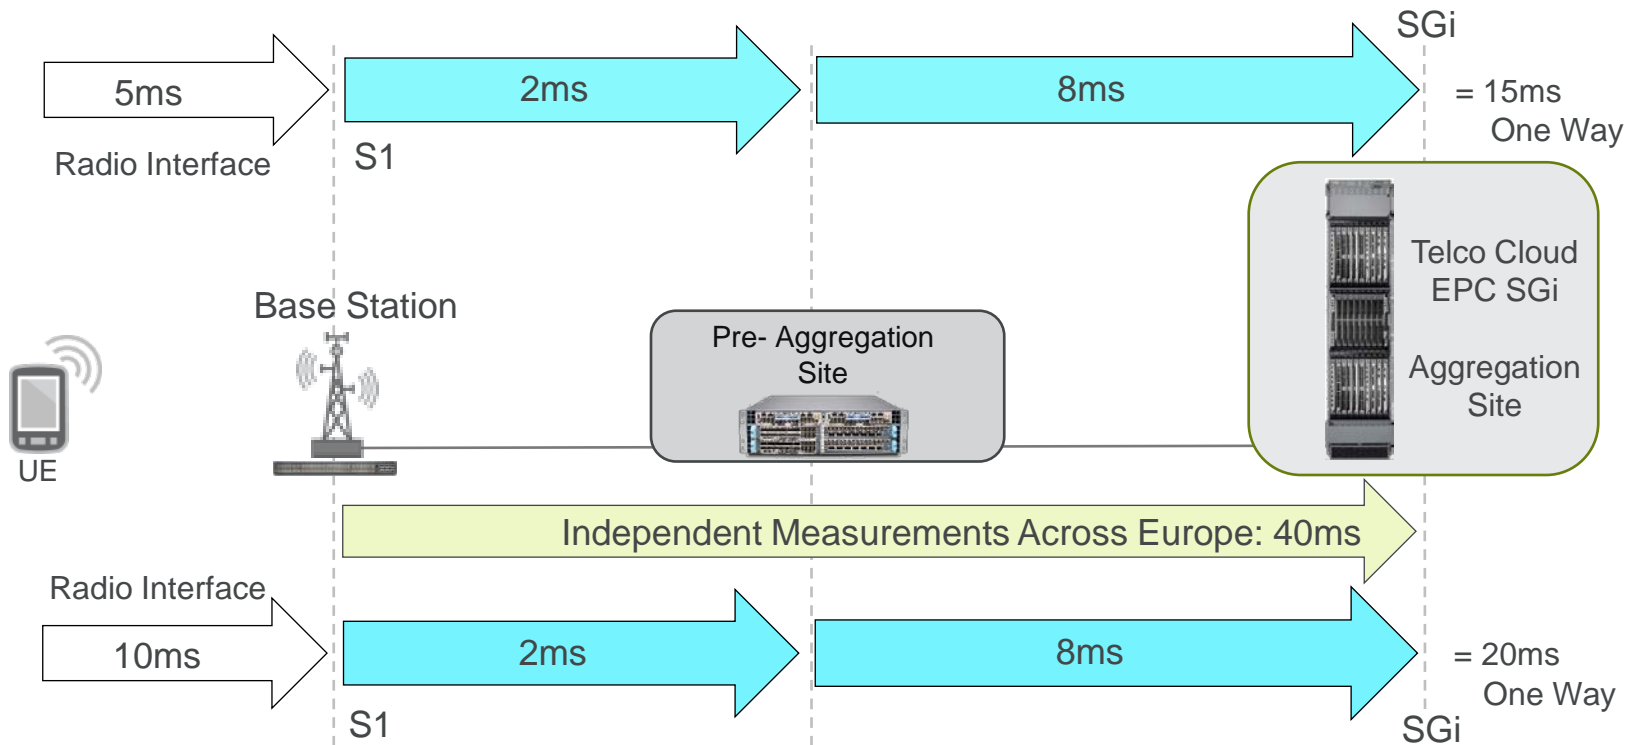 SGi
5ms
2ms
8ms
= 15ms
One Way
Radio Interface
S1
Telco Cloud
EPC SGi
Aggregation
Site
Base Station
Pre- Aggregation
Site
UE
Independent Measurements Across Europe: 40ms
Radio Interface
10ms
2ms
8ms
= 20ms
One Way
S1
SGi